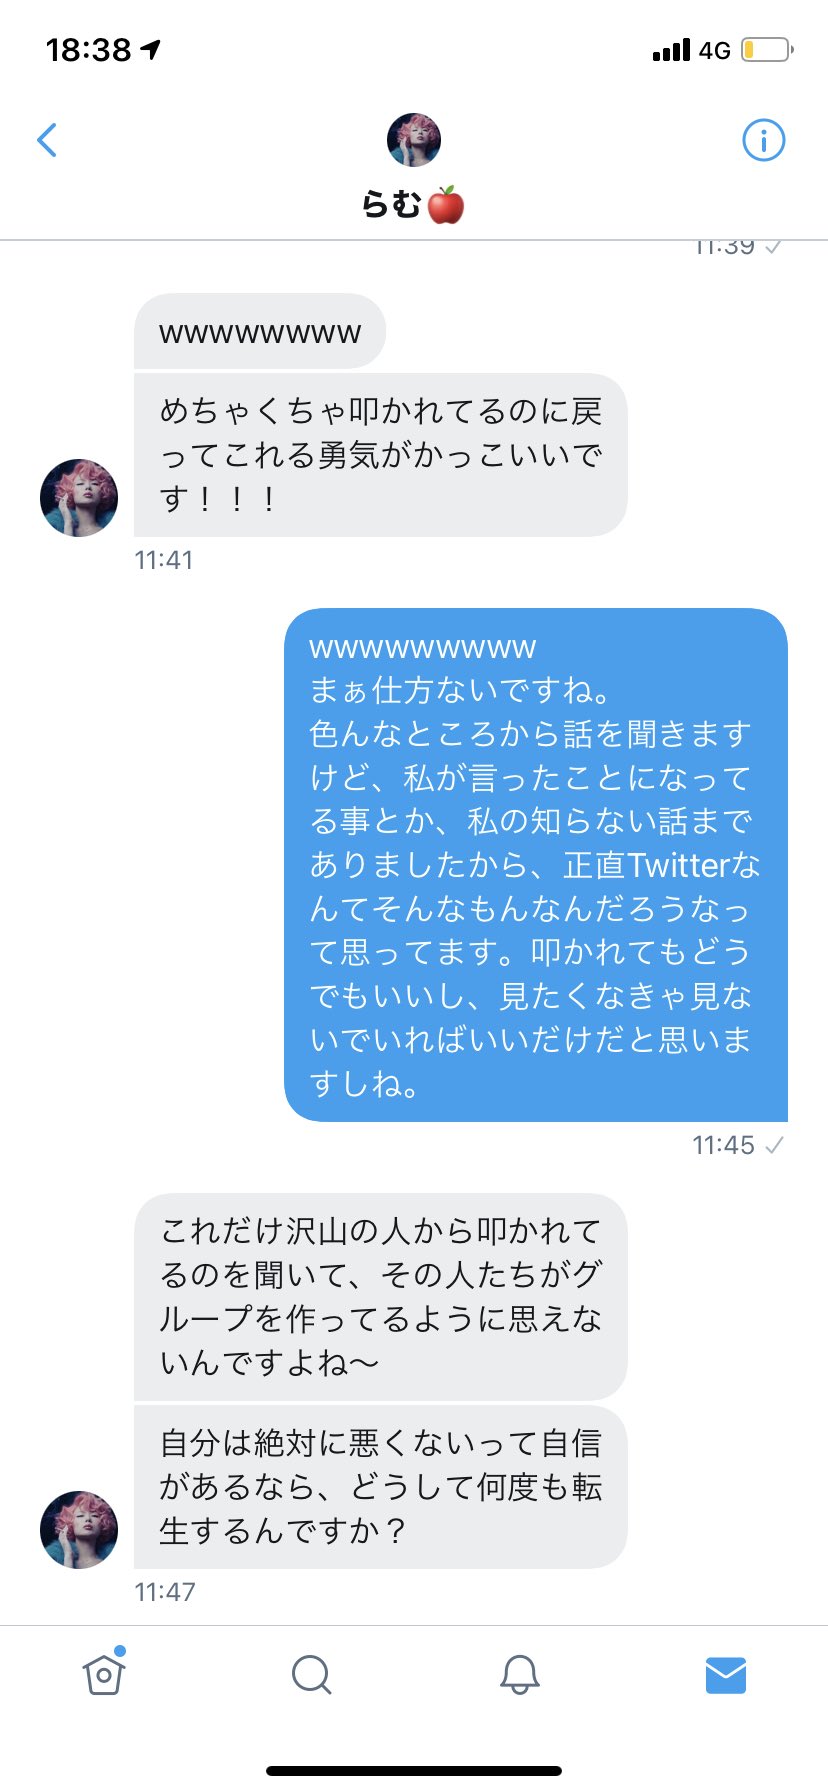 18:38
4G
らむ🍎
11:39
wwwwwwww
めちゃくちゃ叩かれてるのに戻
ってこれる勇気がかっこいいで
す！！！
11:41
wwwwwwwww
まぁ仕方ないですね。
色んなところから話を聞きます
けど、私が言ったことになって
る事とか、私の知らない話まで
ありましたから、正直Twitterな
んてそんなもんなんだろうなっ
て思ってます。叩かれてもどう
でもいいし、見たくなきゃ見な
いでいればいいだけだと思いま
すしね。
11:45
これだけ沢山の人から叩かれて
るのを聞いて、その人たちがグ
ループを作ってるように思えな
いんですよね〜
自分は絶対に悪くないって自信
があるなら、どうして何度も転
生するんですか？
11:47